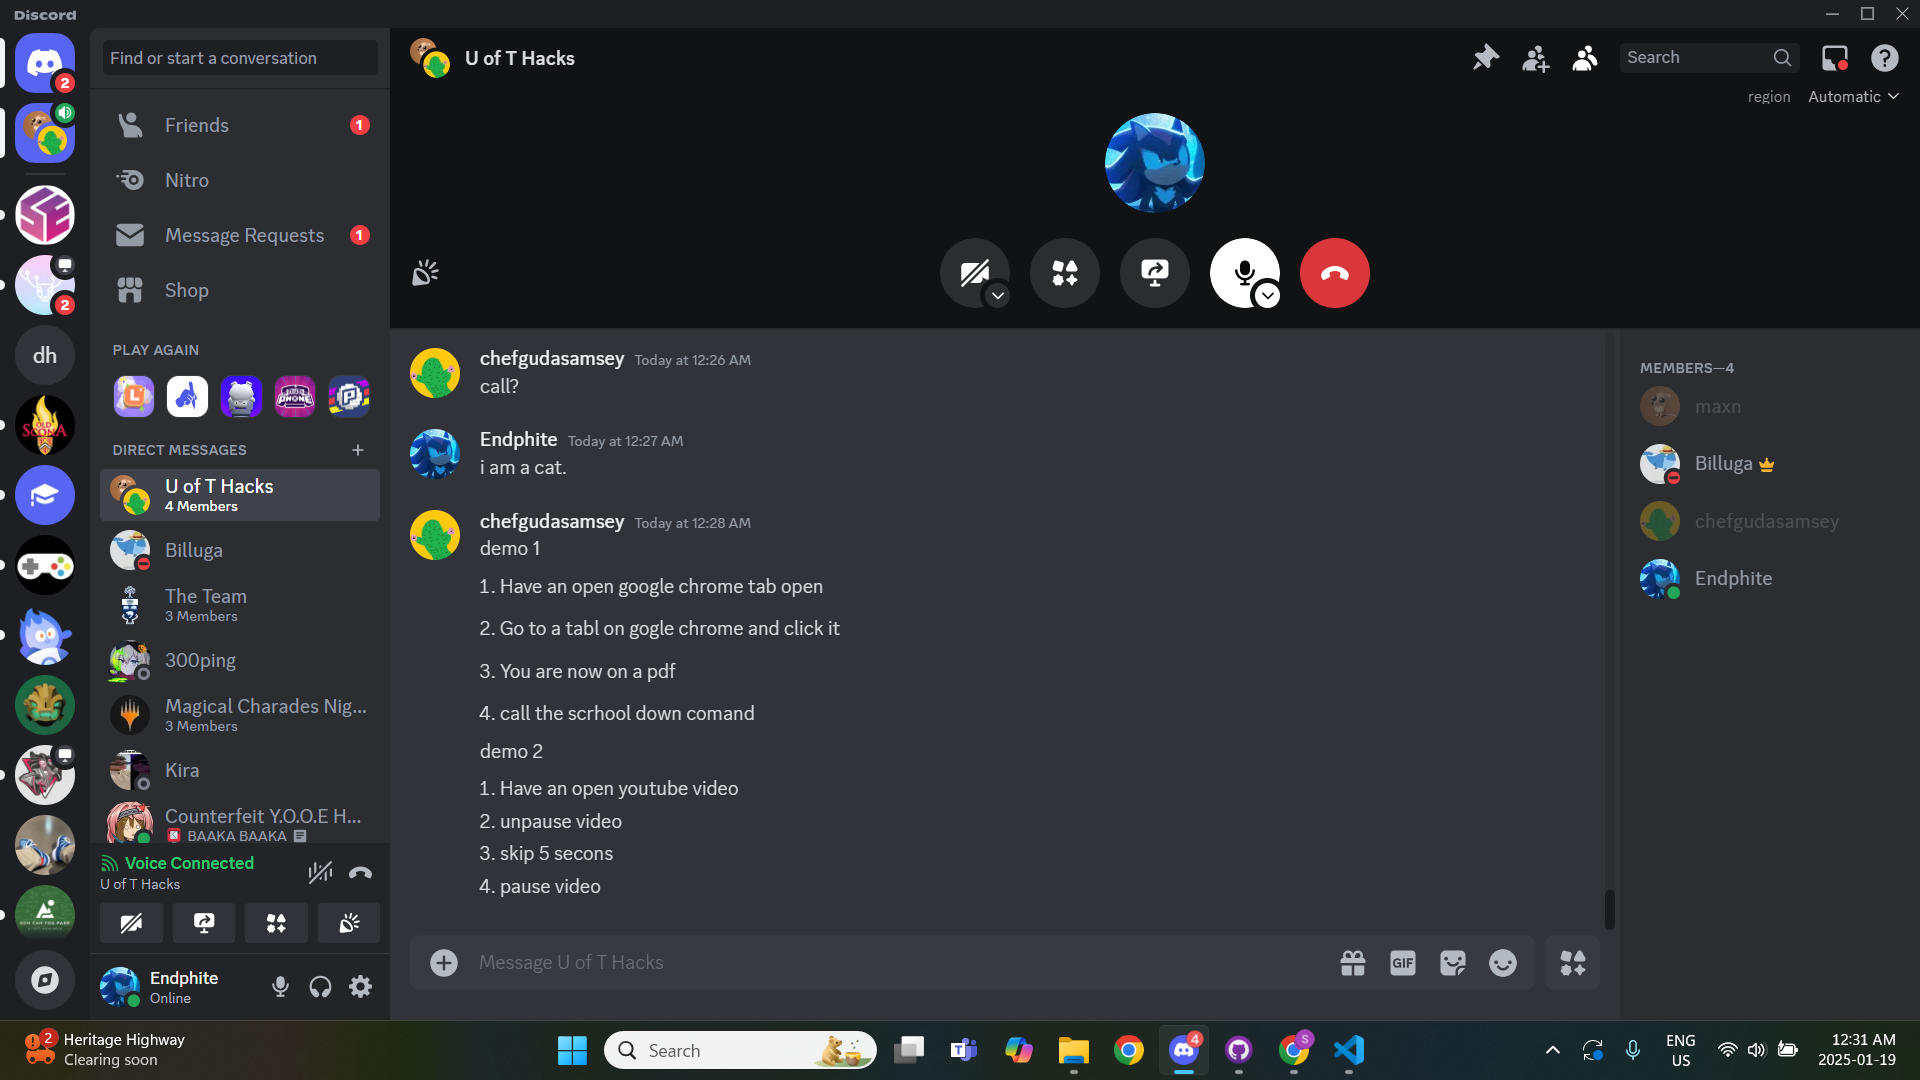 Discord
Find or start a conversation
U of T Hacks
Search
region
Automatic
2
Friends
1
Nitro
Message Requests
1
Shop
2
dh
PLAY AGAIN
DIRECT MESSAGES
U of T Hacks
4 Members
Billuga
The Team
3 Members
300ping
Magical Charades Nig...
3 Members
Kira
Counterfeit Y.O.O.E H...
BAAKA BAAKA
Voice Connected
U of T Hacks
Endphite
Online
chefgudasamsey Today at 12:26 AM
call?
Endphite Today at 12:27 AM
i am a cat.
chefgudasamsey Today at 12:28 AM
demo 1
1. Have an open google chrome tab open
2. Go to a tabl on gogle chrome and click it
3. You are now on a pdf
4. call the scrhool down comand
demo 2
1. Have an open youtube video
2. unpause video
3. skip 5 secons
4. pause video
Message U of T Hacks
GIF
MEMBERS—4
maxn
Billuga
chefgudasamsey
Endphite
2
Heritage Highway
Clearing soon
Search
4
S
ENG
US
12:31 AM
2025-01-19